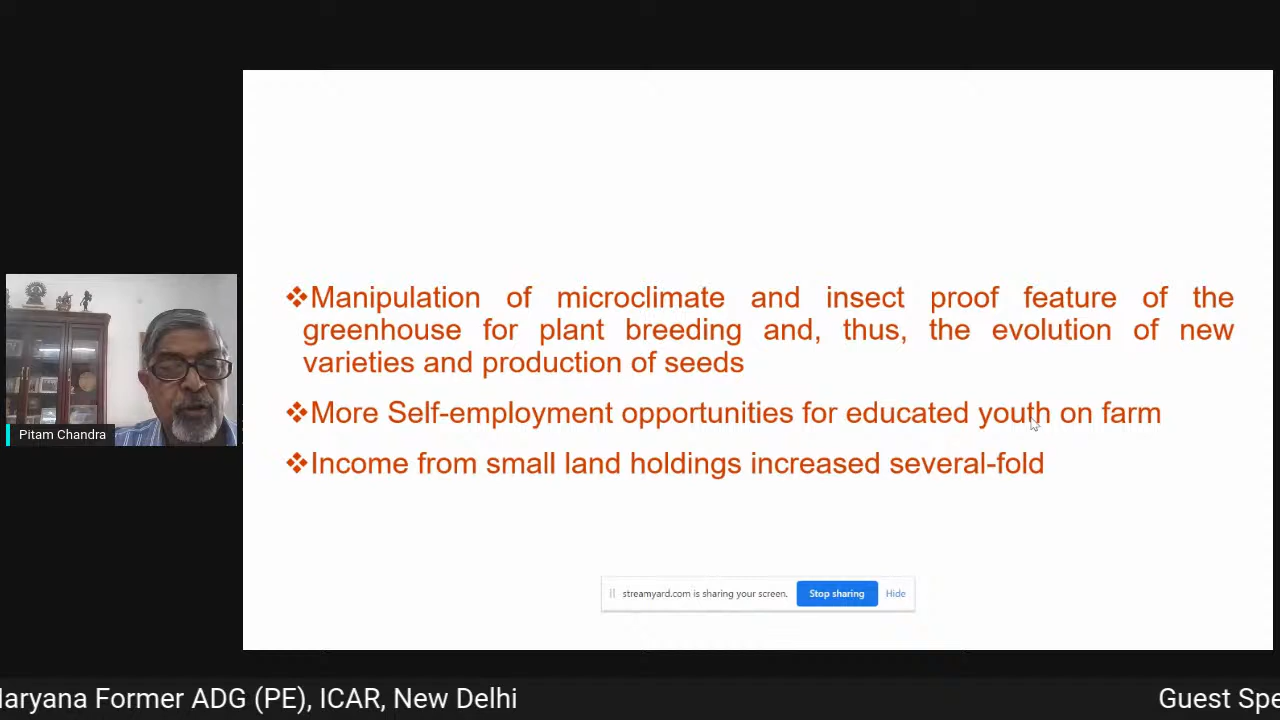 ❖Manipulation of microclimate and insect proof feature of the
greenhouse for plant breeding and, thus, the evolution of new
varieties and production of seeds
❖More Self-employment opportunities for educated youth on farm
❖Income from small land holdings increased several-fold
Pitam Chandra
streamyard.com is sharing your screen. Stop sharing Hide
aryana Former ADG (PE), ICAR, New Delhi Guest Spe